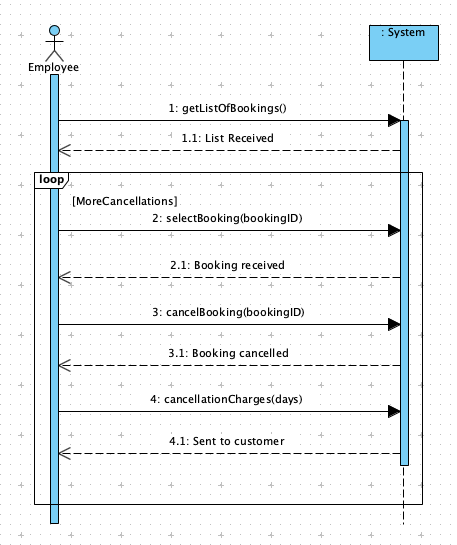 : System
Employee
1: getListOfBookings()
1.1: List Received
loop
[MoreCancellations]
2: selectBooking(bookingID)
2.1: Booking received
3: cancelBooking(bookingID)
3.1: Booking cancelled
4: cancellationCharges(days)
4.1: Sent to customer